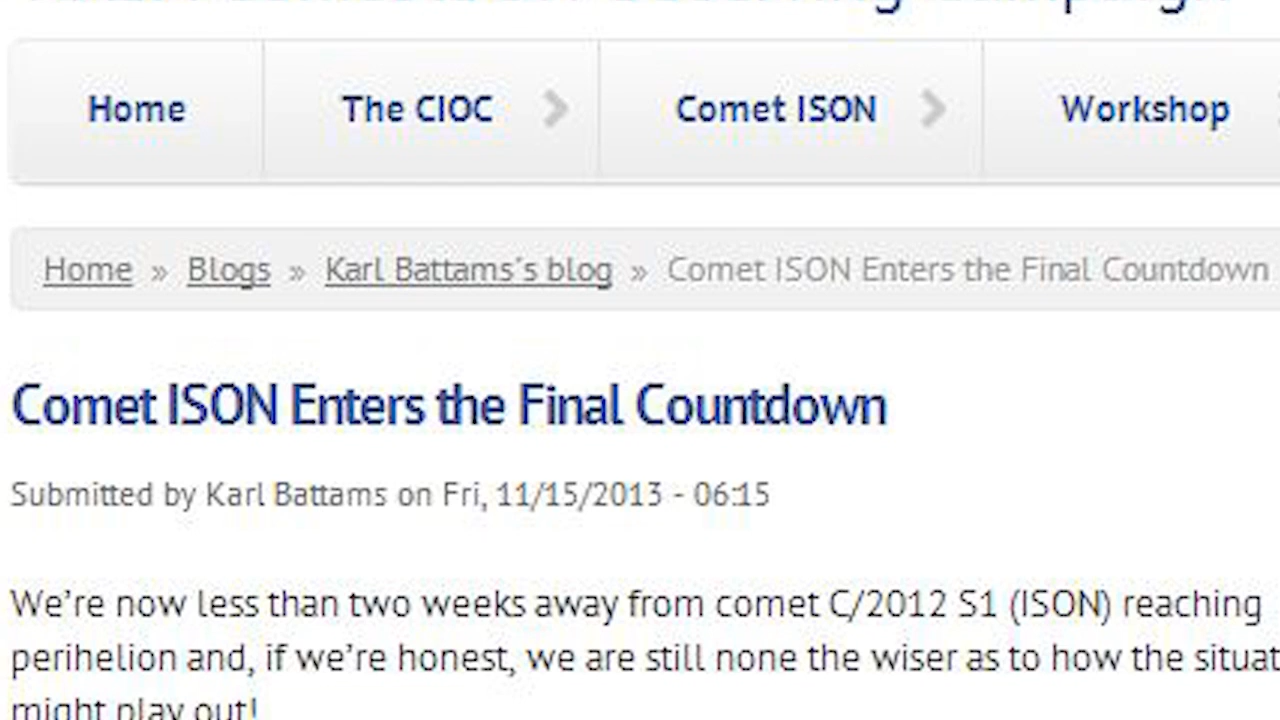 Home The CIOC Comet ISON Workshop
Home » Blogs » Karl Battams's blog » Comet ISON Enters the Final Countdown
Comet ISON Enters the Final Countdown
Submitted by Karl Battams on Fri, 11/15/2013 - 06:15
We’re now less than two weeks away from comet C/2012 S1 (ISON) reaching
perihelion and, if we’re honest, we are still none the wiser as to how the situat
might play out!